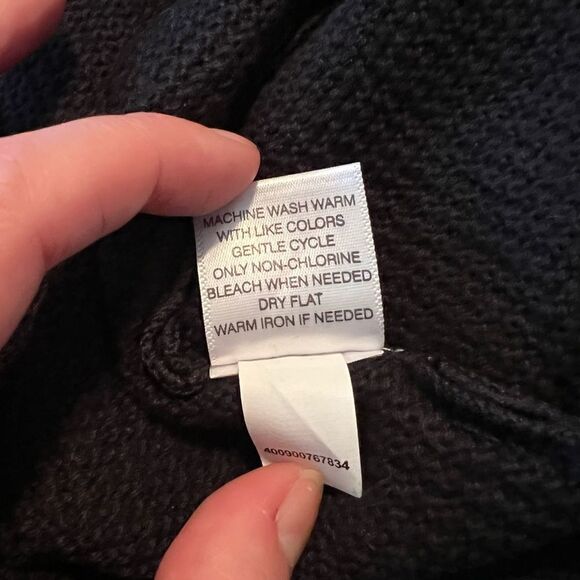 MACHINE WASH WARM
WITH LIKE COLORS
GENTLE CYCLE
ONLY NON-CHLORINE
BLEACH WHEN NEEDED
DRY FLAT
WARM IRON IF NEEDED
400900767834